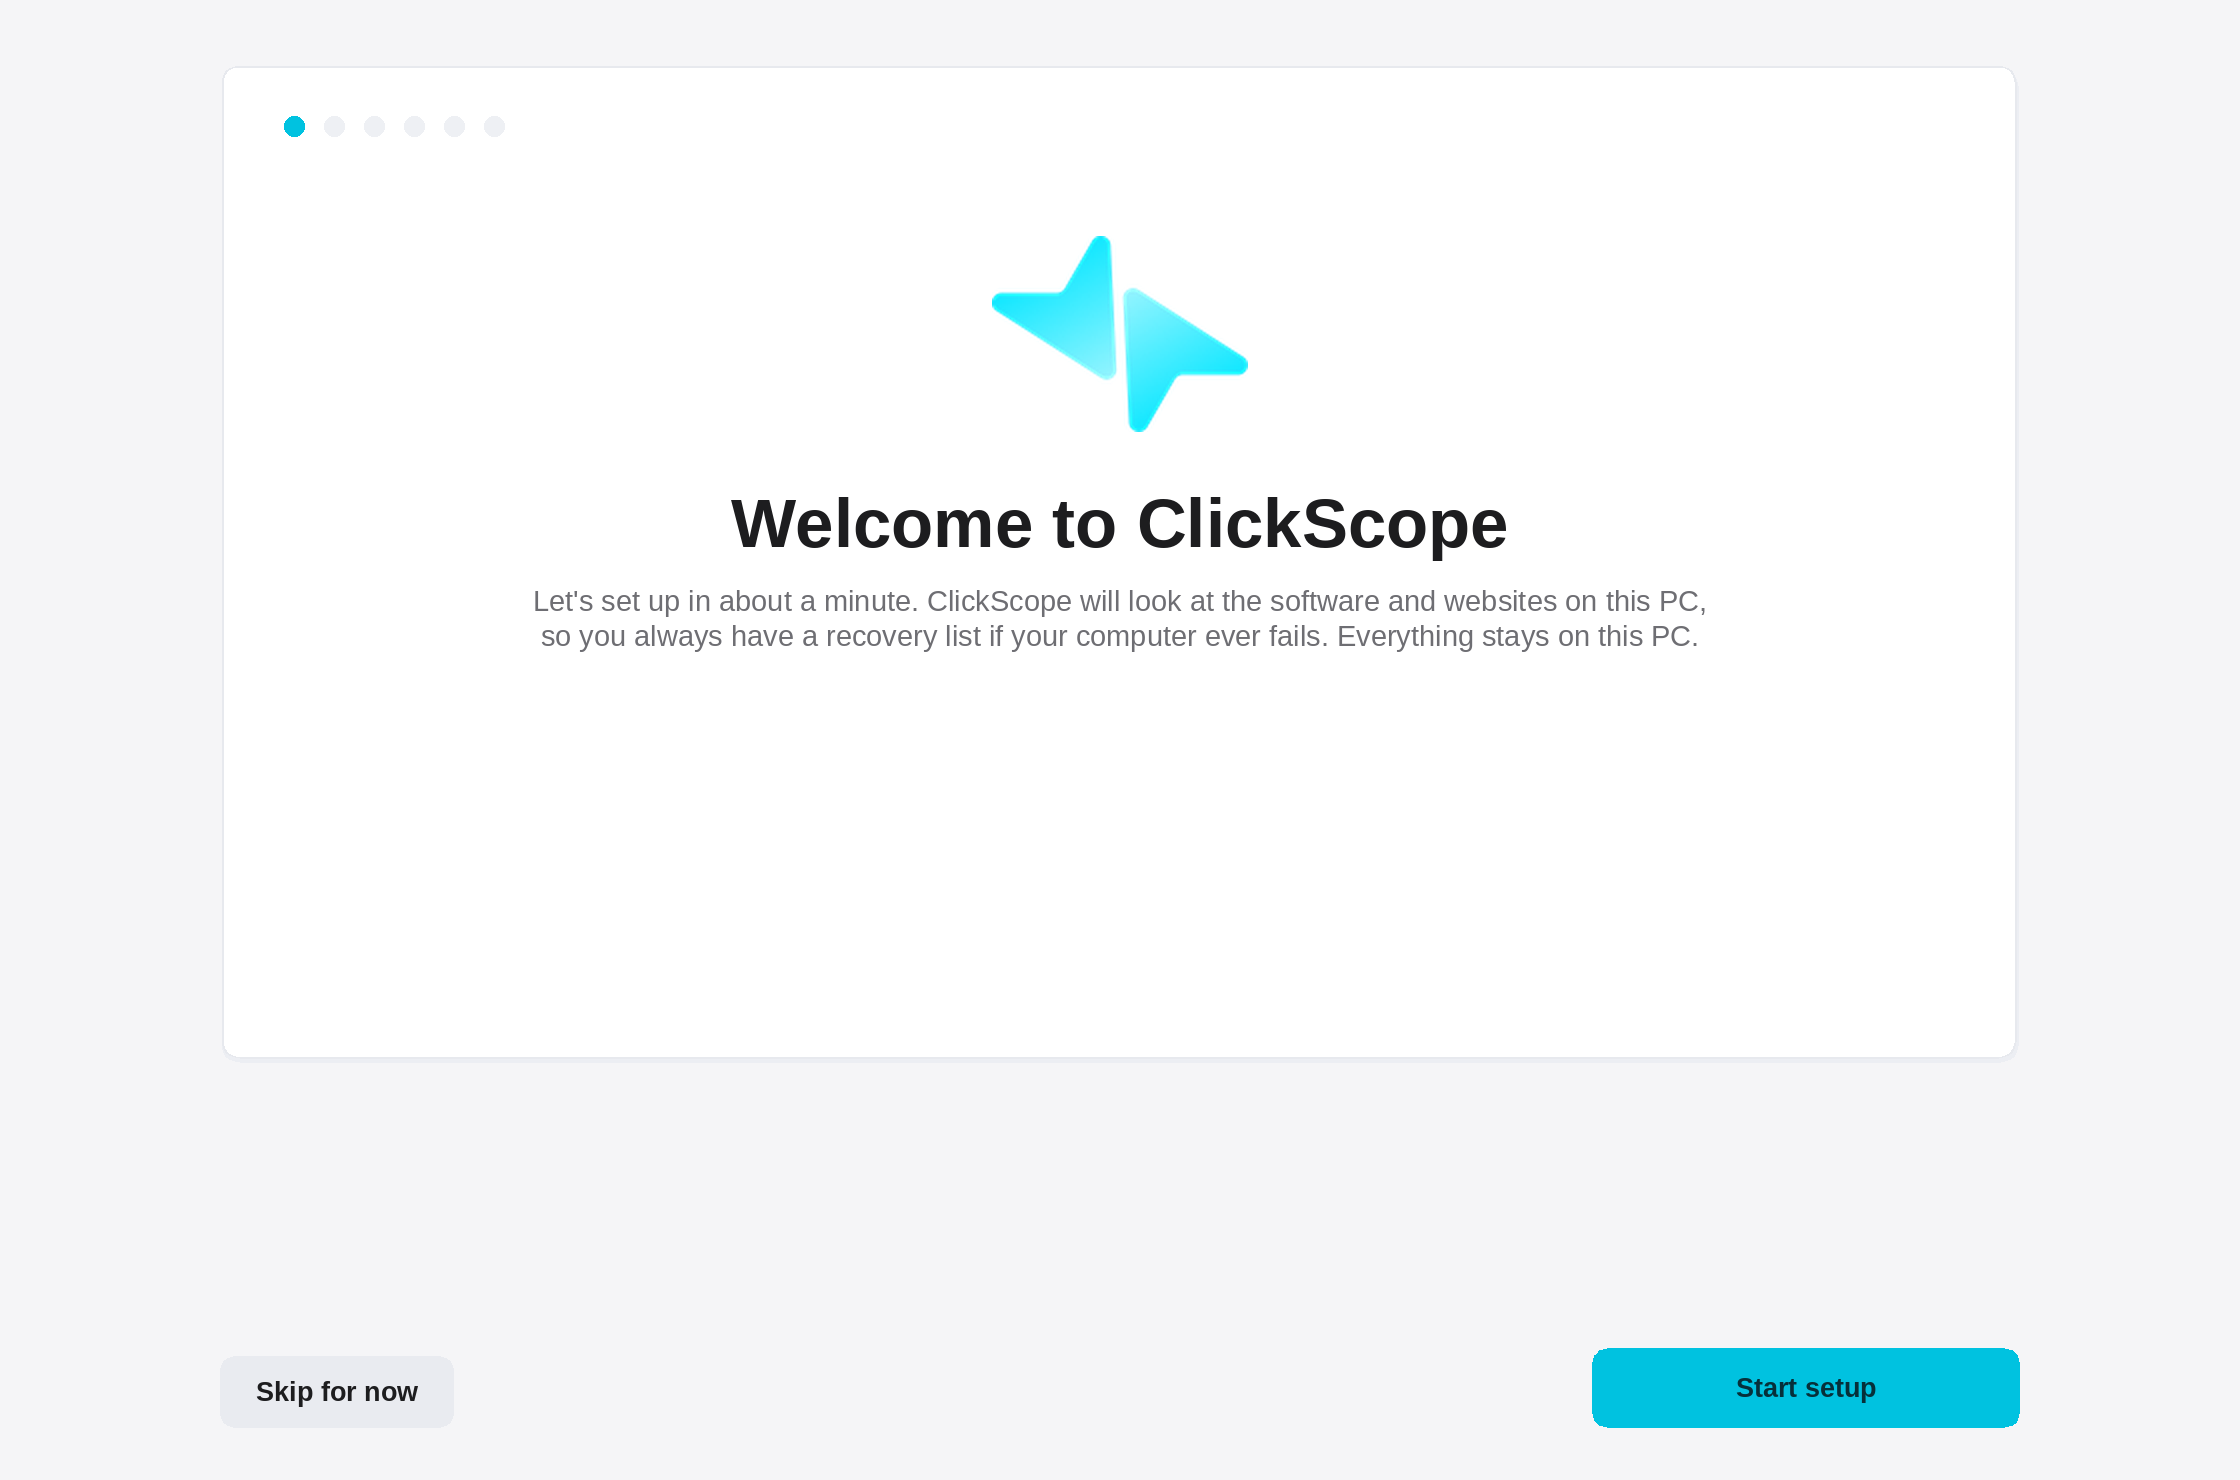 Welcome to ClickScope
Let's set up in about a minute. ClickScope will look at the software and websites on this PC,
so you always have a recovery list if your computer ever fails. Everything stays on this PC.
Skip for now
Start setup